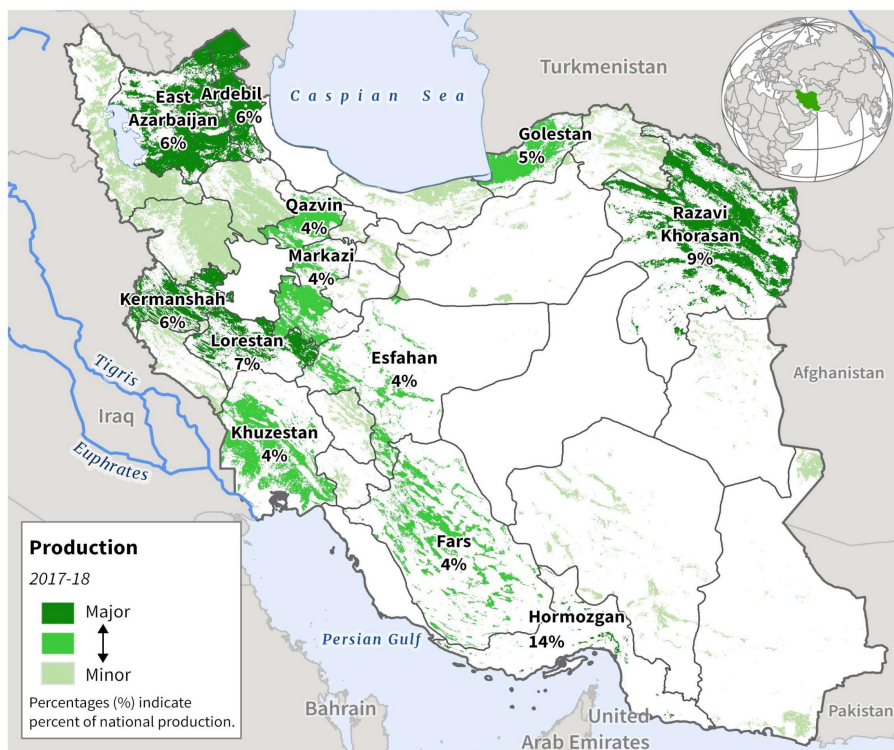 Turkmenistan
Caspian Sea
East
Azarbaijan
6%
Ardebil
6%
Golestan
5%
Qazvin
4%
Markazi
4%
Razavi
Khorasan
9%
Kermanshah
6%
Lorestan
7%
Esfahan
4%
Afghanistan
Tigris
Iraq
Euphrates
Khuzestan
4%
Fars
4%
Hormozgan
14%
Persian Gulf
Bahrain
United
Arab Emirates
Pakistan
Production
2017-18
Major
Minor
Percentages (%) indicate
percent of national production.